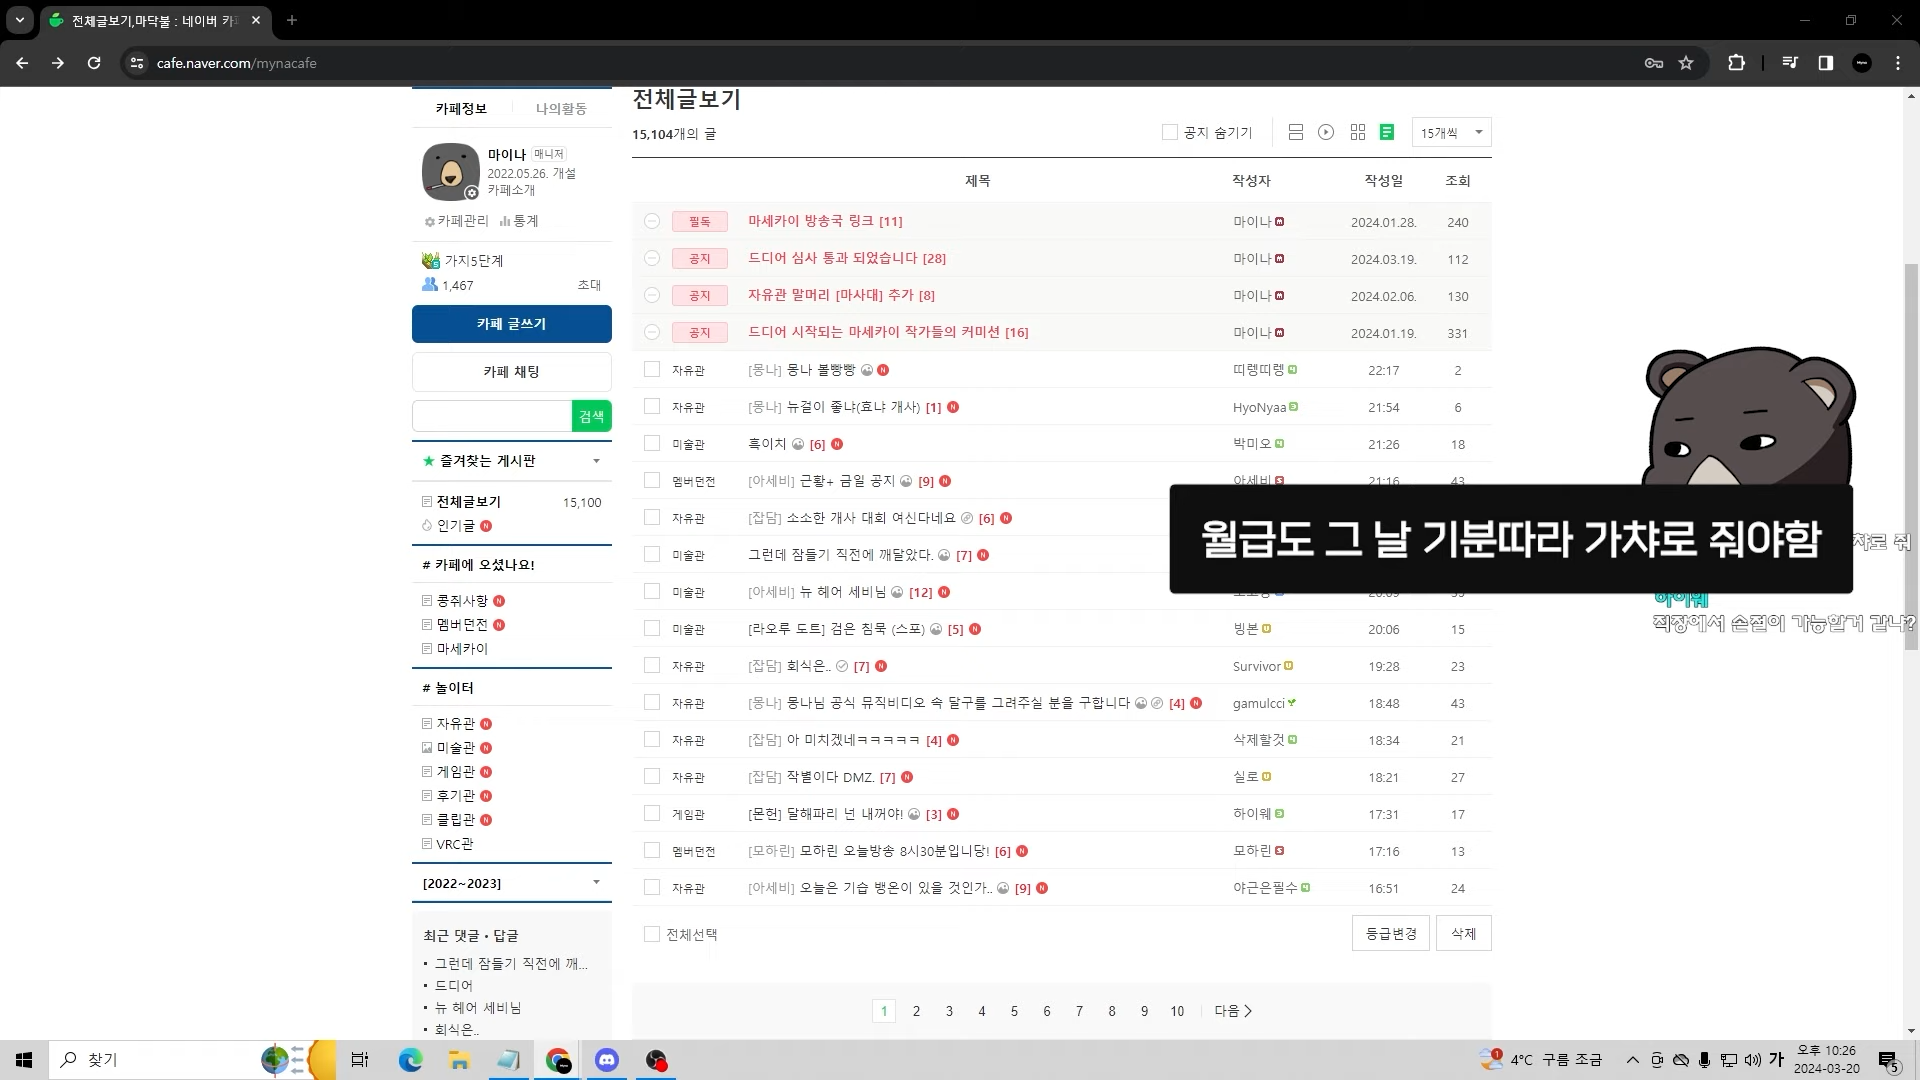 전체글보기,마닥불 : 네이버 카
cafe.naver.com/mynacafe
카페정보 나의활동
마이나 매니저
2022.05.26. 개설
카페소개
카페관리 통계
가지5단계
1,467 초대
카페 글쓰기
카페 채팅
검색
즐겨찾는 게시판
전체글보기 15,100
인기글
# 카페에 오셨나요!
콩쥐사항
멤버던전
마세카이
# 놀이터
자유관
미술관
게임관
후기관
클립관
VRC관
[2022~2023]
최근 댓글 • 답글
그런데 잠들기 직전에 깨...
드디어
뉴 헤어 세비님
회식은..
전체글보기
15,104개의 글 공지 숨기기 15개씩
제목 작성자 작성일 조회
필독 마세카이 방송국 링크 [11] 마이나 2024.01.28. 240
공지 드디어 심사 통과 되었습니다 [28] 마이나 2024.03.19. 112
공지 자유관 말머리 [마사대] 추가 [8] 마이나 2024.02.06. 130
공지 드디어 시작되는 마세카이 작가들의 커미션 [16] 마이나 2024.01.19. 331
자유관 [몽나] 몽나 볼빵빵 띠렝띠렝 22:17 2
자유관 [몽나] 뉴걸이 좋냐(효냐 개사) [1] HyoNyaa 21:54 6
미술관 흑이치 [6] 박미오 21:26 18
멤버던전 [아세비] 근황+ 금일 공지 [9] 아세비 21:16 43
자유관 [잡담] 소소한 개사 대회 여신다네요 [6]
미술관 그런데 잠들기 직전에 깨달았다. [7]
미술관 [아세비] 뉴 헤어 세비님 [12]
미술관 [라오루 도트] 검은 침묵 (스포) [5] 빙본 20:06 15
자유관 [잡담] 회식은.. [7] Survivor 19:28 23
자유관 [몽나] 몽나님 공식 뮤직비디오 속 달구를 그려주실 분을 구합니다 [4] gamulcci 18:48 43
자유관 [잡담] 아 미치겠네ㅋㅋㅋㅋㅋ [4] 삭제할것 18:34 21
자유관 [잡담] 작별이다 DMZ. [7] 실로 18:21 27
게임관 [몬헌] 달해파리 넌 내꺼야! [3] 하이웨 17:31 17
멤버던전 [모하린] 모하린 오늘방송 8시30분입니당! [6] 모하린 17:16 13
자유관 [아세비] 오늘은 기습 뱅온이 있을 것인가.. [9] 야근은필수 16:51 24
전체선택 등급변경 삭제
1 2 3 4 5 6 7 8 9 10 다음
월급도 그 날 기분따라 가챠로 줘야함
챠로 줘
하이웨
직장에서 손절이 가능할거 같나?
찾기
4°C 구름 조금
가
오후 10:26
2024-03-20
5